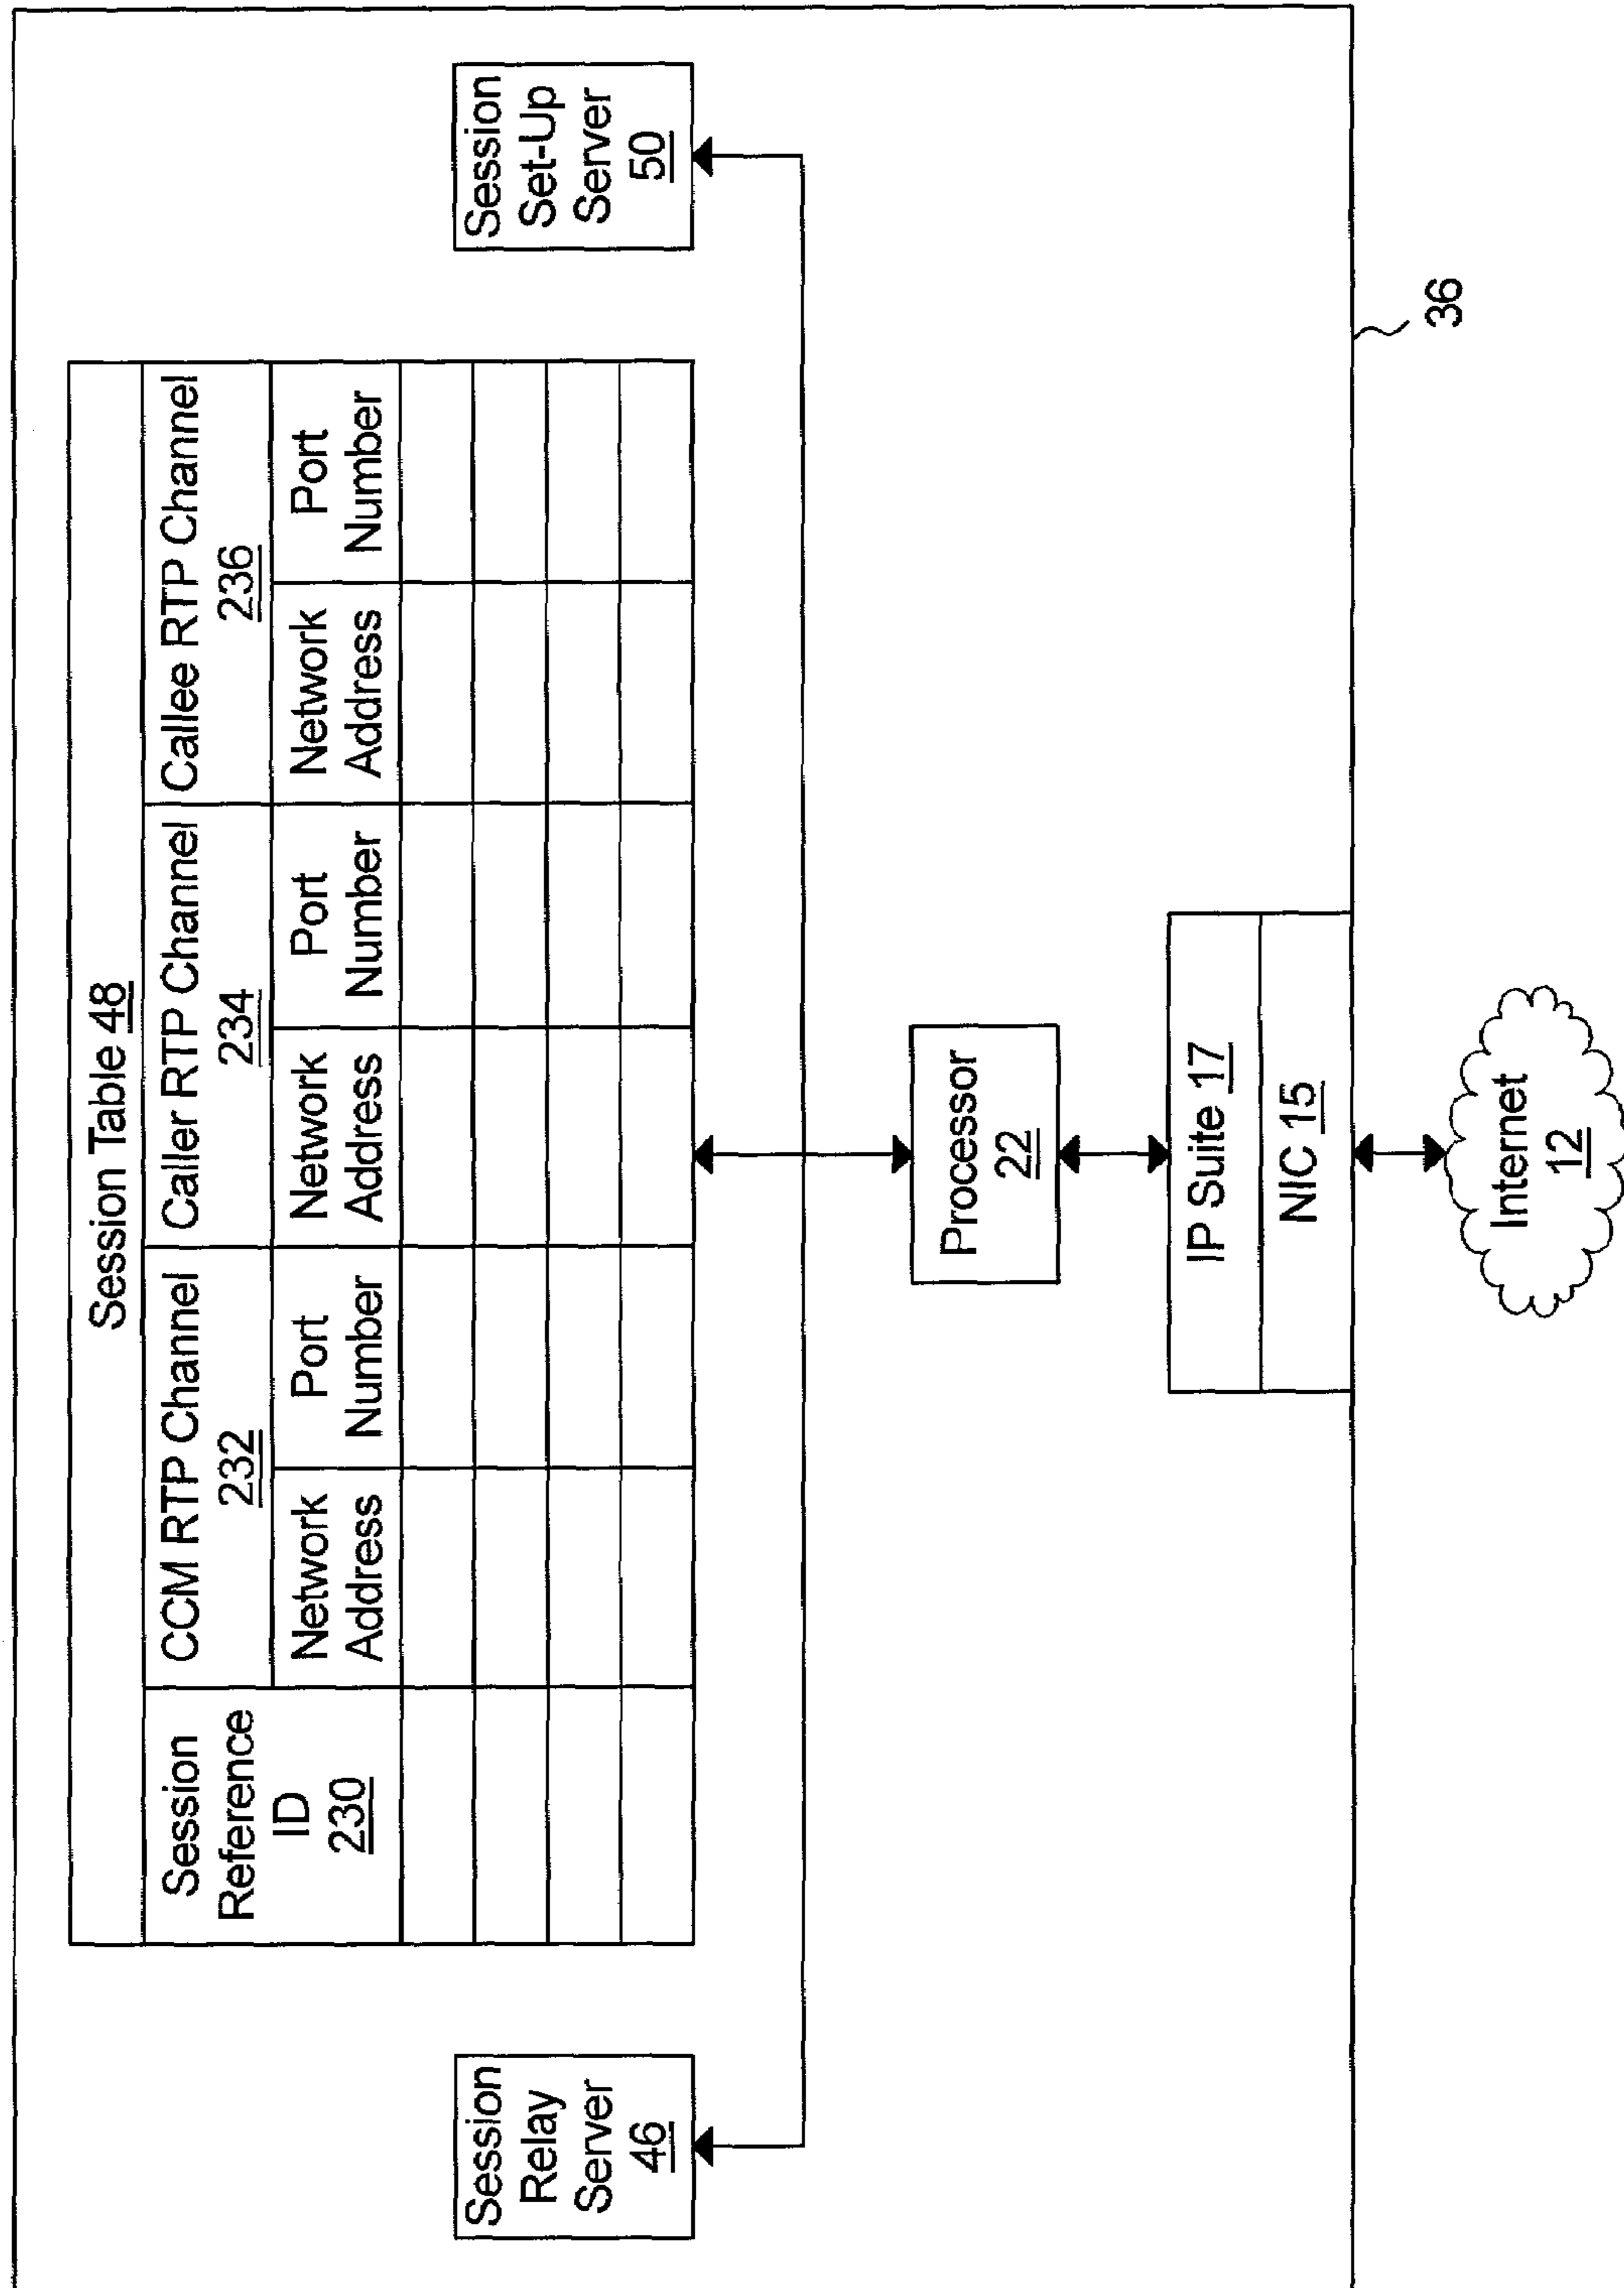 Session Table 48
Session
Reference
ID
230
CCM RTP Channel
232
Caller RTP Channel
234
Callee RTP Channel
236
Network
Address
Port
Number
Network
Address
Port
Number
Network
Address
Port
Number
Session
Relay
Server
46
Session
Set-Up
Server
50
Processor
22
IP Suite 17
NIC 15
36
Internet
12